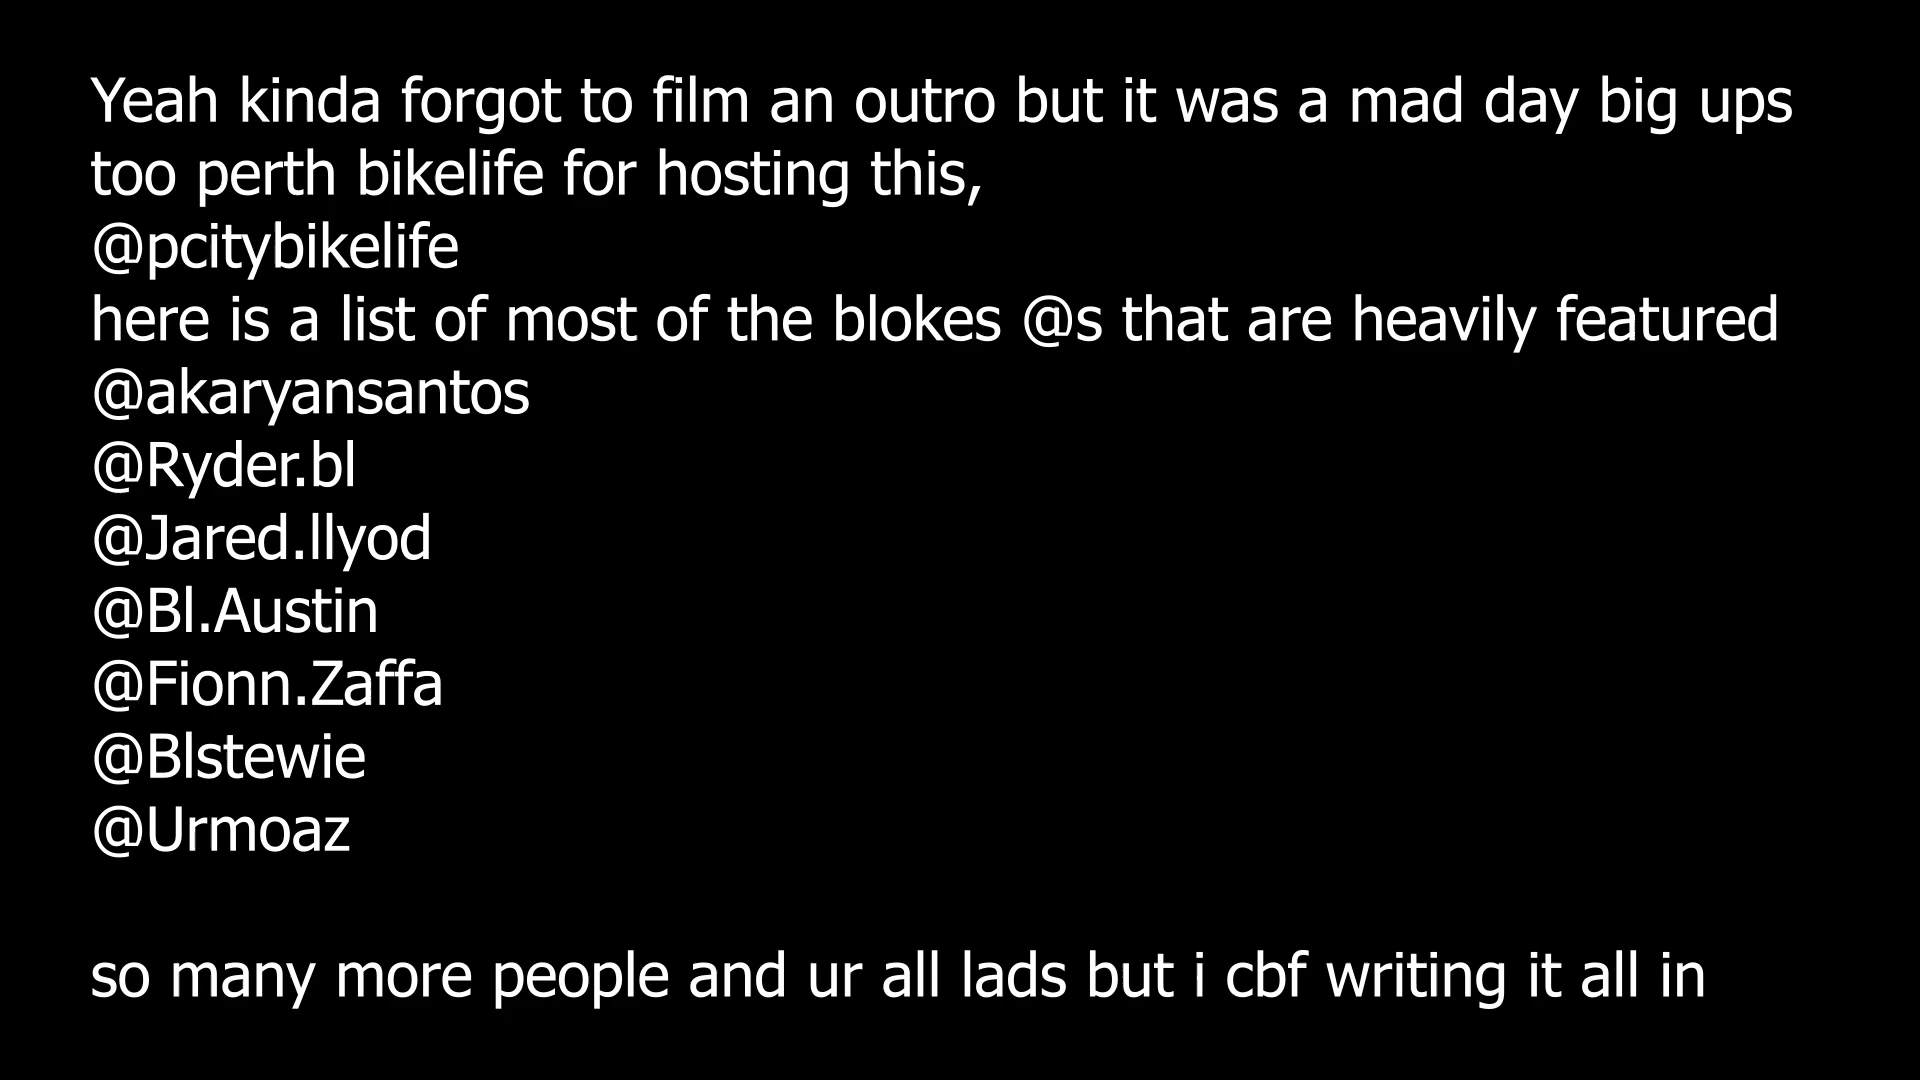 Yeah kinda forgot to film an outro but it was a mad day big ups
too perth bikelife for hosting this,
@pcitybikelife
here is a list of most of the blokes @s that are heavily featured
@akaryansantos
@Ryder.bl
@Jared.llyod
@Bl.Austin
@Fionn.Zaffa
@Blstewie
@Urmoaz
so many more people and ur all lads but i cbf writing it all in